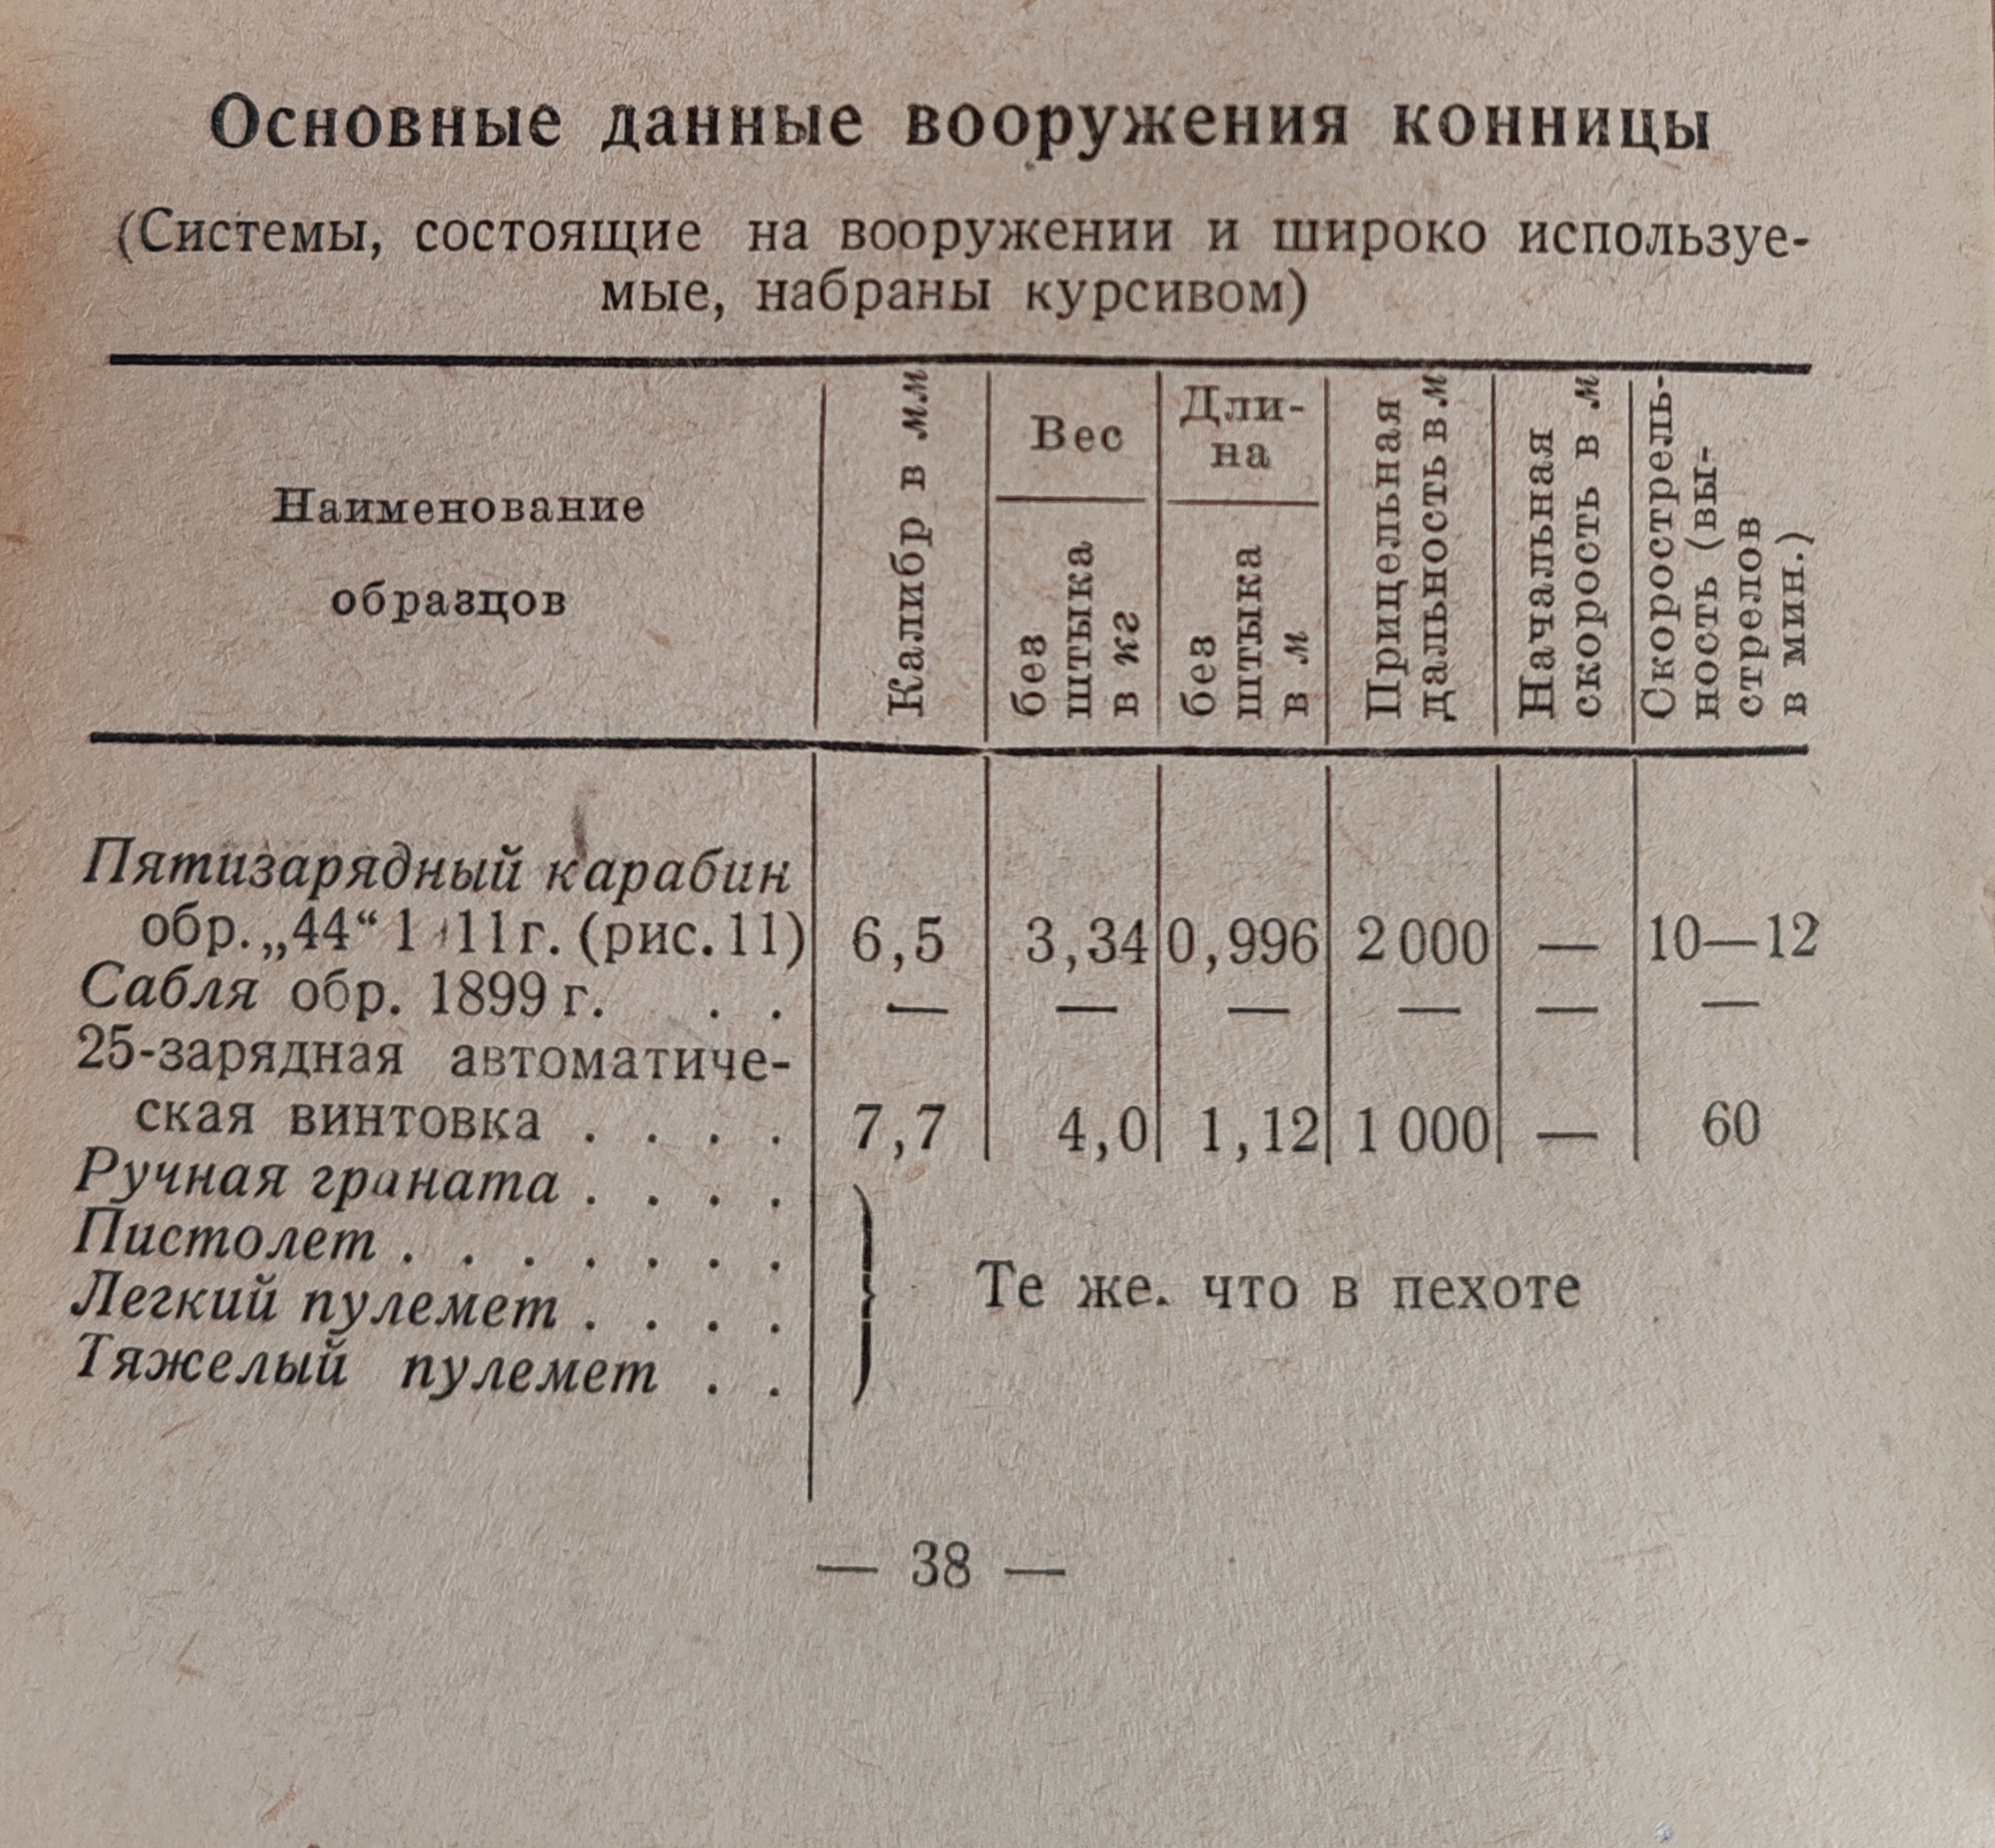 Основные данные вооружения конницы
(Системы, состоящие на вооружении и широко используе-
мые, набраны курсивом)
Наименование
образцов
Калибр в мм
Вес
без
штыка
в кг
Дли-
на
без
штыка
в м
Прицельная
дальность в м
Начальная
скорость в м
Скорострель-
ность (вы-
стрелов
в мин.)
Пятизарядный карабин
обр. „44“ 1 11 г. (рис. 11) 6,5 3,34 0,996 2 000 — 10—12
Сабля обр. 1899 г. . . — — — — — —
25-зарядная автоматиче-
ская винтовка . . . . 7,7 4,0 1,12 1 000 — 60
Ручная граната . . . .
Пистолет . . . . . . .
Легкий пулемет . . . .
Тяжелый пулемет . .
Те же. что в пехоте
— 38 —